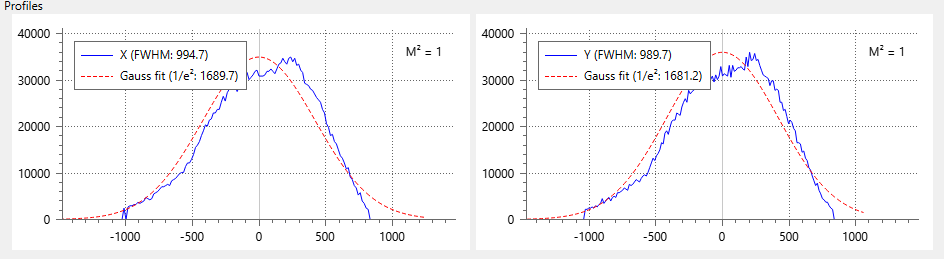 Profiles
40000
30000
20000
10000
0
X (FWHM: 994.7)
Gauss fit (1/e²: 1689.7)
M² = 1
-1000
-500
0
500
1000
40000
30000
20000
10000
0
Y (FWHM: 989.7)
Gauss fit (1/e²: 1681.2)
M² = 1
-1000
-500
0
500
1000